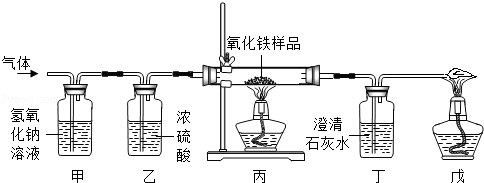 气体
氧化铁样品
氢氧
化钠
溶液
浓
硫
酸
澄清
石灰水
甲
乙
丙
丁
戊